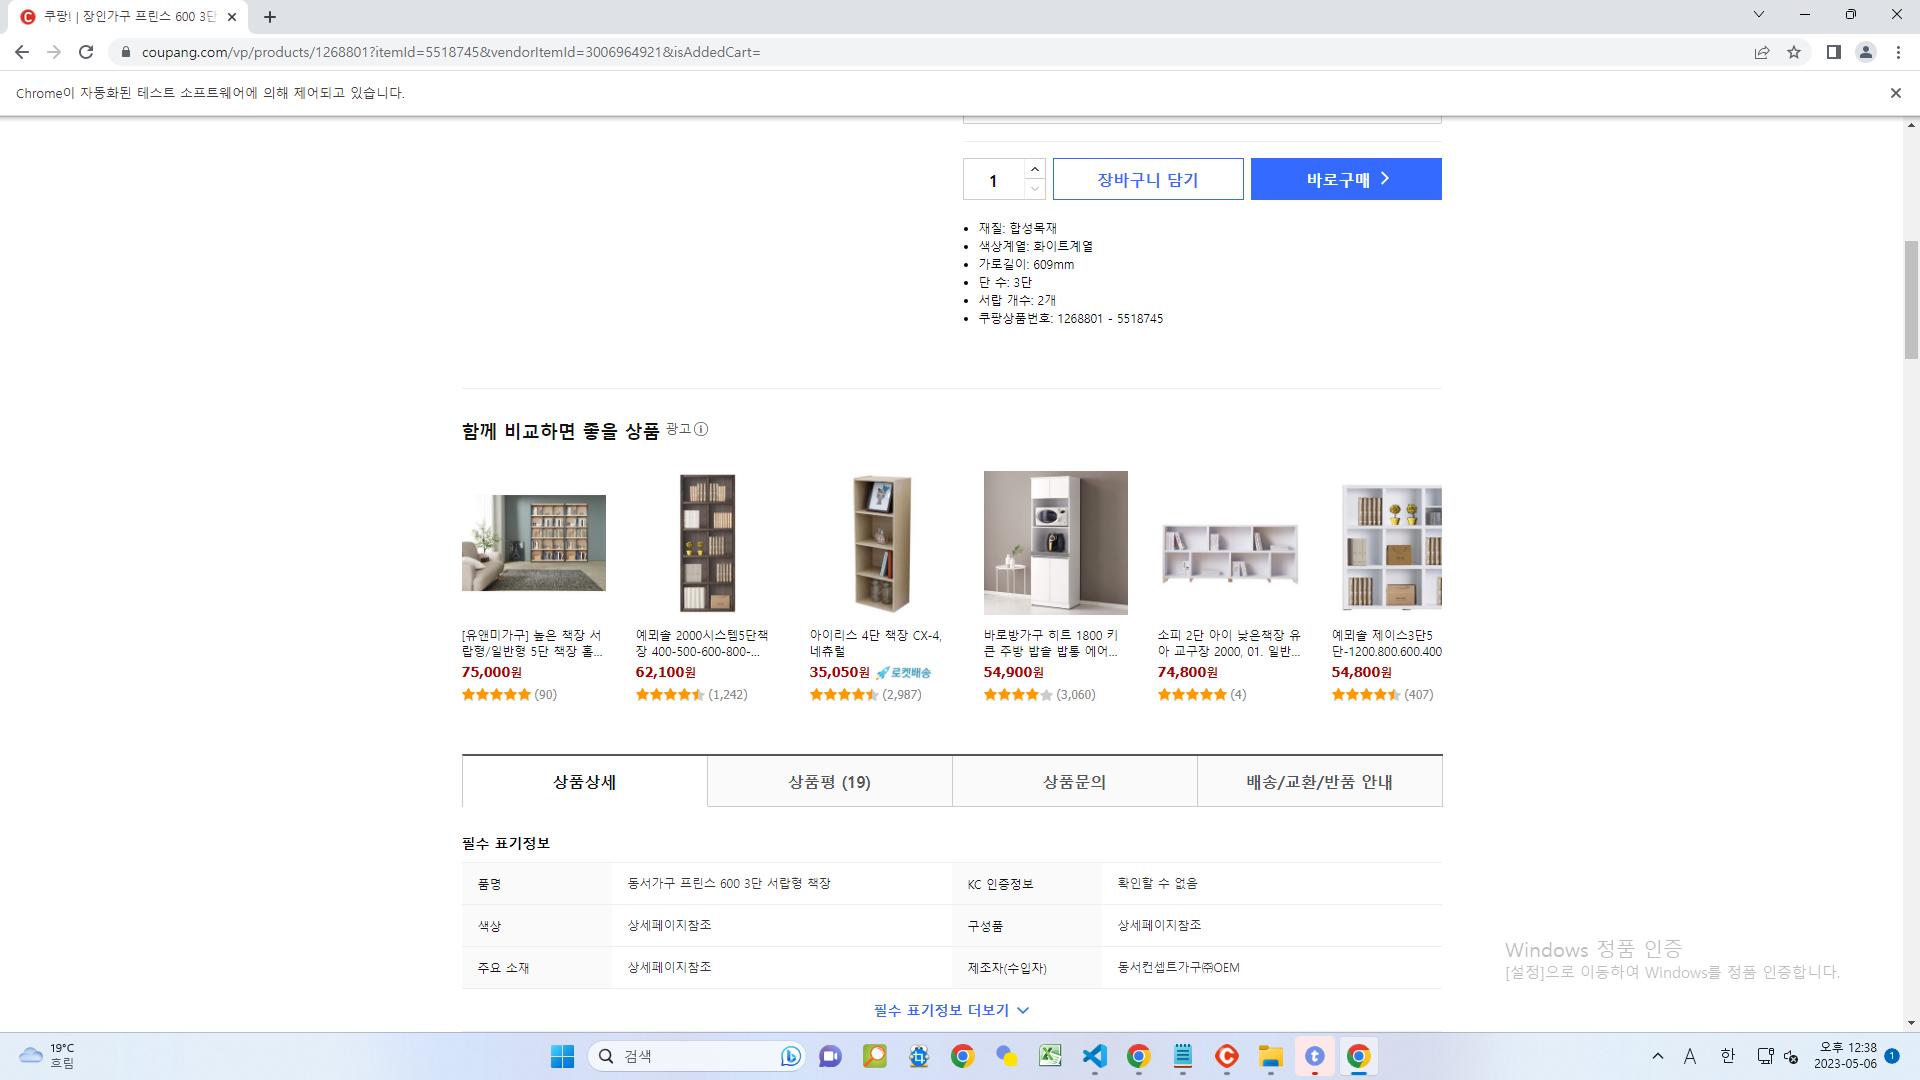 쿠팡! | 장인가구 프린스 600 3단
coupang.com/vp/products/1268801?itemId=5518745&vendorItemId=3006964921&isAddedCart=
Chrome이 자동화된 테스트 소프트웨어에 의해 제어되고 있습니다.
1
장바구니 담기
바로구매
재질: 합성목재
색상계열: 화이트계열
가로길이: 609mm
단 수: 3단
서랍 개수: 2개
쿠팡상품번호: 1268801 - 5518745
함께 비교하면 좋을 상품 광고
[유앤미가구] 높은 책장 서
랍형/일반형 5단 책장 홈...
75,000원
(90)
예뫼솔 2000시스템5단책
장 400-500-600-800-...
62,100원
(1,242)
아이리스 4단 책장 CX-4,
네츄럴
35,050원 로켓배송
(2,987)
바로방가구 히트 1800 키
큰 주방 밥솥 밥통 에어...
54,900원
(3,060)
소피 2단 아이 낮은책장 유
아 교구장 2000, 01. 일반...
74,800원
(4)
예뫼솔 제이스3단5
단-1200.800.600.400
54,800원
(407)
상품상세
상품평 (19)
상품문의
배송/교환/반품 안내
필수 표기정보
품명
동서가구 프린스 600 3단 서랍형 책장
KC 인증정보
확인할 수 없음
색상
상세페이지참조
구성품
상세페이지참조
주요 소재
상세페이지참조
제조자(수입자)
동서컨셉트가구㈜OEM
필수 표기정보 더보기
Windows 정품 인증
[설정]으로 이동하여 Windows를 정품 인증합니다.
19°C
흐림
검색
A
한
오후 12:38
2023-05-06
1